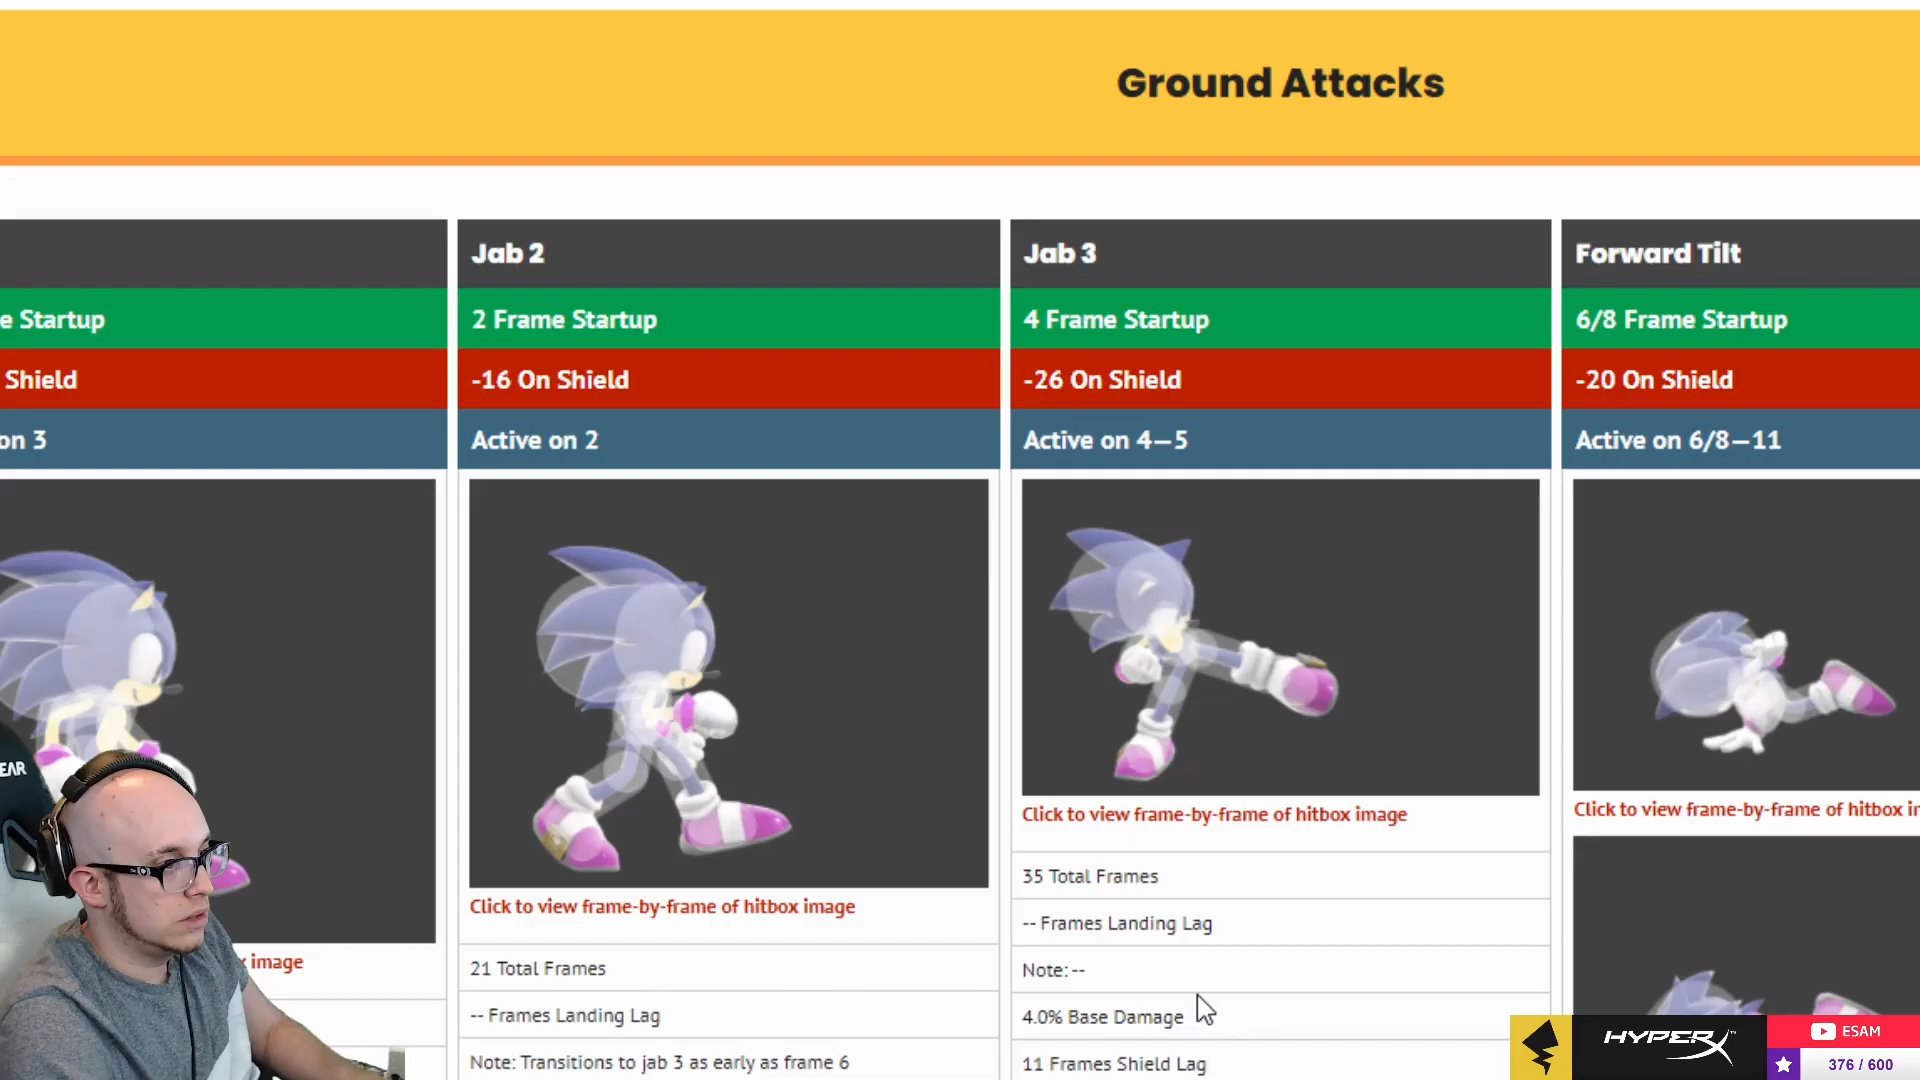 Ground Attacks
e Startup
Shield
on 3
image
Jab 2
2 Frame Startup
-16 On Shield
Active on 2
Click to view frame-by-frame of hitbox image
21 Total Frames
-- Frames Landing Lag
Note: Transitions to jab 3 as early as frame 6
Jab 3
4 Frame Startup
-26 On Shield
Active on 4—5
Click to view frame-by-frame of hitbox image
35 Total Frames
-- Frames Landing Lag
Note: --
4.0% Base Damage
11 Frames Shield Lag
Forward Tilt
6/8 Frame Startup
-20 On Shield
Active on 6/8—11
Click to view frame-by-frame of hitbox i
EAR
HYPERX™
ESAM
376 / 600